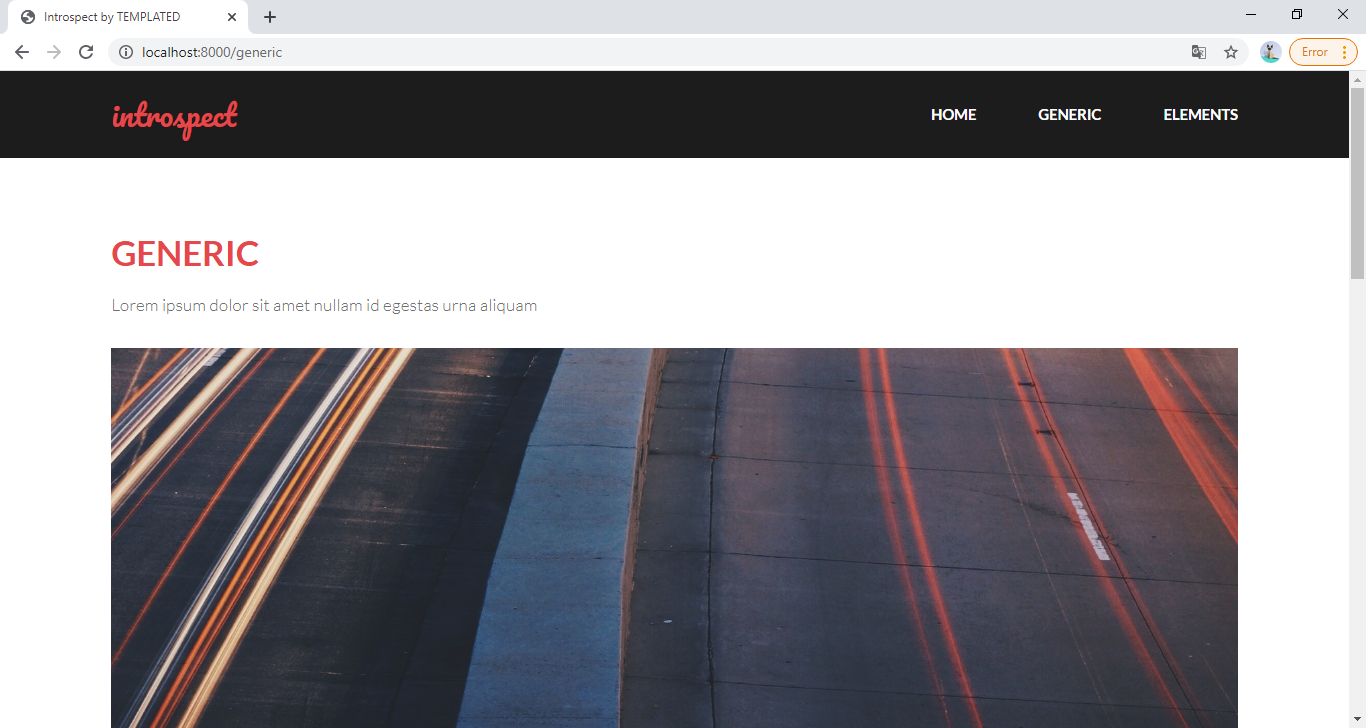 Introspect by TEMPLATED
localhost:8000/generic
Error
introspect
HOME
GENERIC
ELEMENTS
GENERIC
Lorem ipsum dolor sit amet nullam id egestas urna aliquam